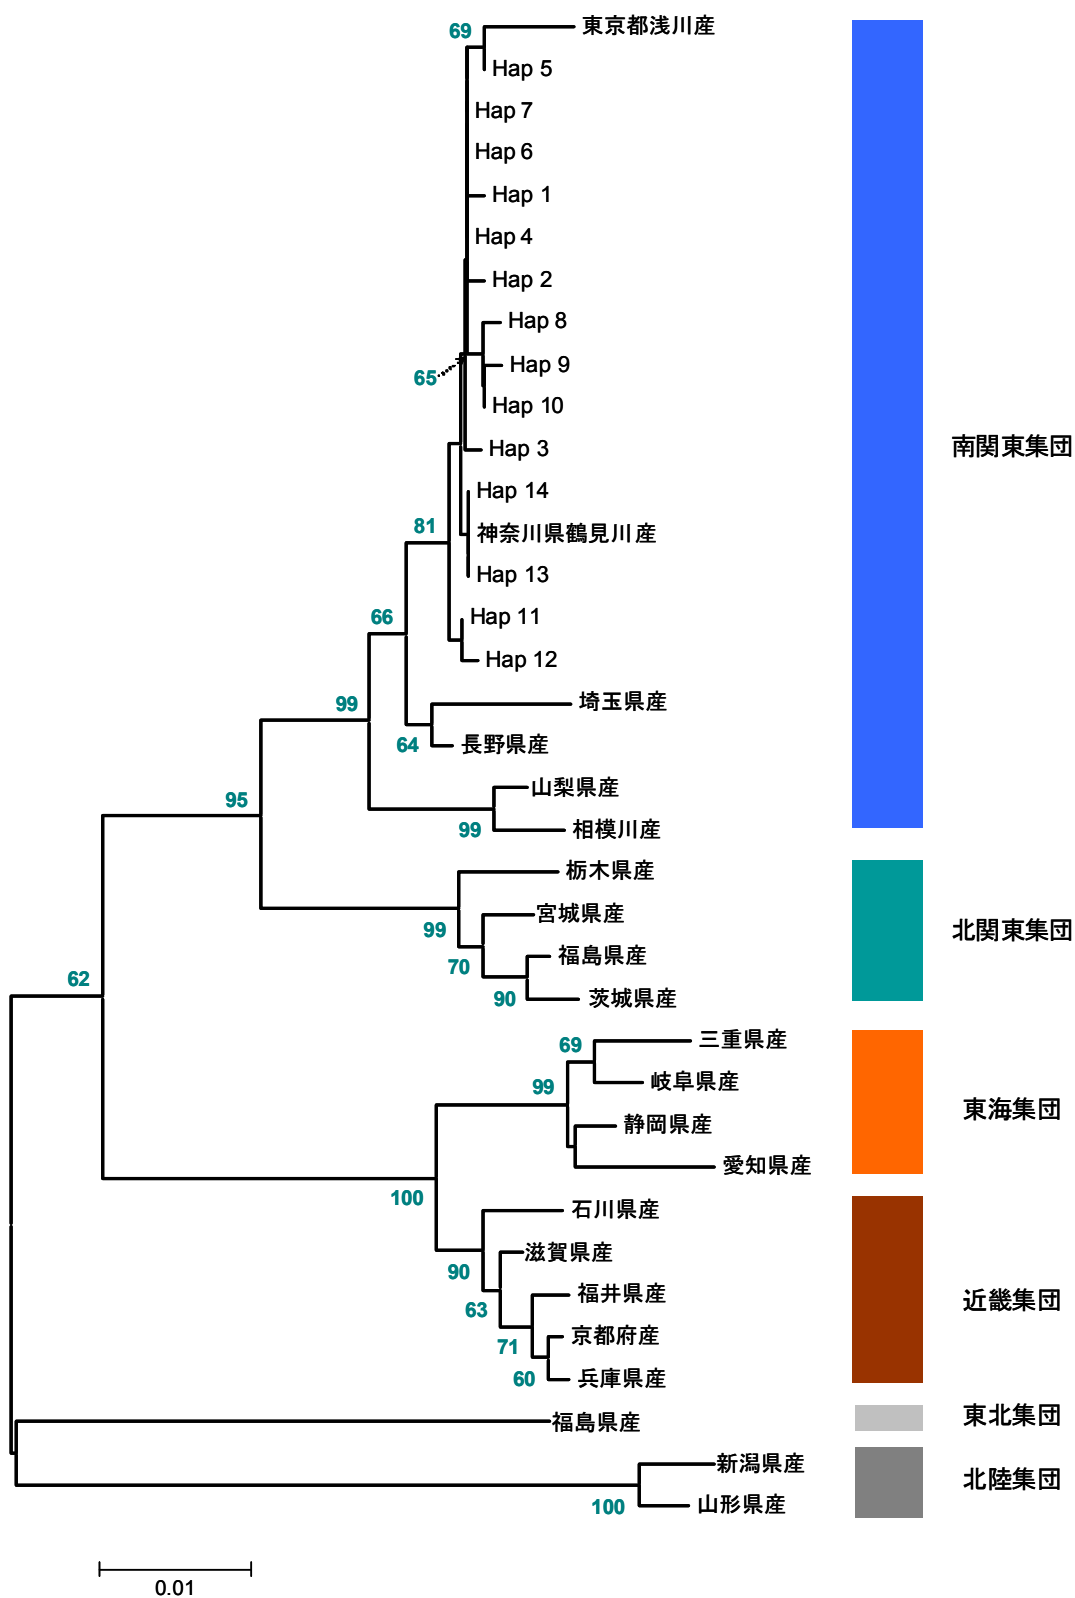 69
東京都浅川産
Hap 5
Hap 7
Hap 6
Hap 1
Hap 4
Hap 2
Hap 8
Hap 9
65
Hap 10
Hap 3
南関東集団
Hap 14
81
神奈川県鶴見川産
Hap 13
66
Hap 11
Hap 12
99
埼玉県産
64
長野県産
山梨県産
95
99
相模川産
栃木県産
宮城県産
99
北関東集団
70
福島県産
62
90
茨城県産
69
三重県産
99
岐阜県産
東海集団
静岡県産
愛知県産
100
石川県産
90
滋賀県産
63
福井県産
近畿集団
71
京都府産
60
兵庫県産
福島県産
東北集団
新潟県産
北陸集団
100
山形県産
0.01